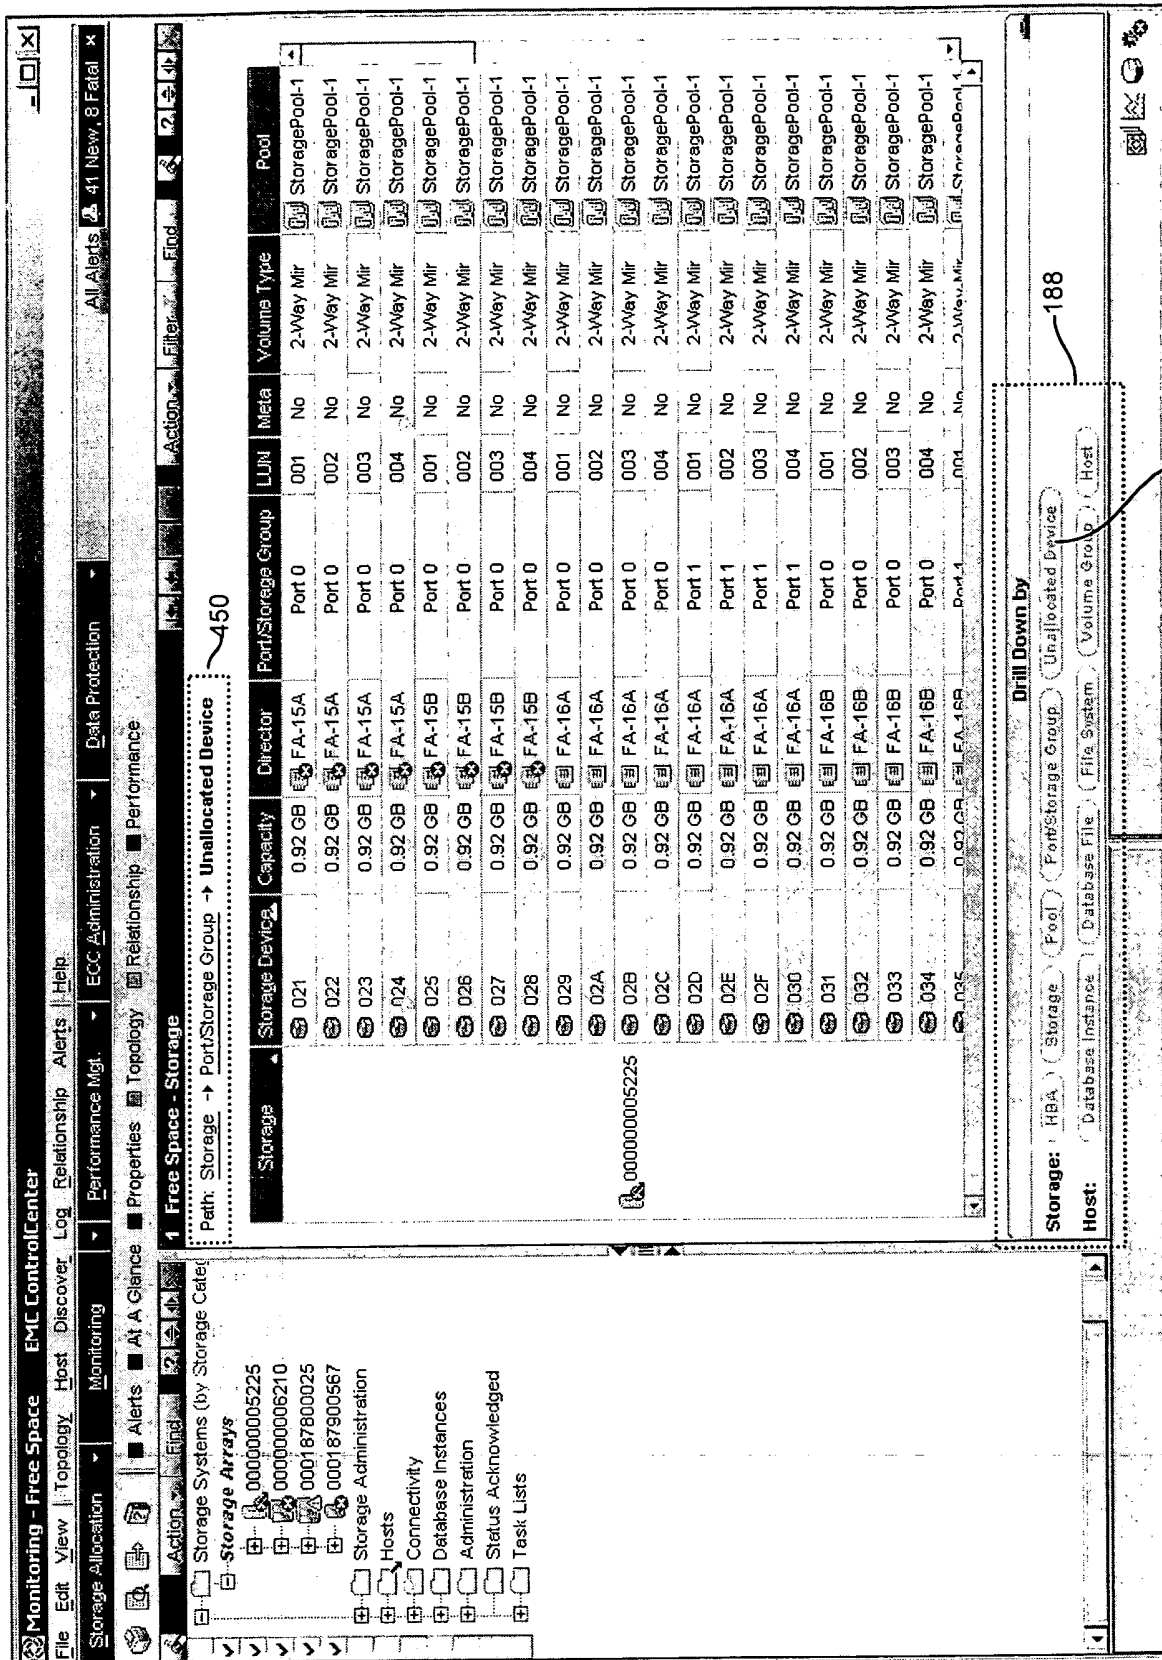 Monitoring - Free Space EMC ControlCenter
File Edit View Topology Host Discover Log Relationship Alerts Help
Storage Allocation Monitoring Performance Mgt. ECC Administration Data Protection All Alerts 41 New, 8 Fatal ×
Alerts At A Glance Properties Topology Relationship Performance
Action Find
Storage Systems (by Storage Categ
Storage Arrays
000000005225
000000006210
000187800025
000187900567
Storage Administration
Hosts
Connectivity
Database Instances
Administration
Status Acknowledged
Task Lists
1 Free Space - Storage Action Filter Find
Path: Storage → Port/Storage Group → Unallocated Device
450
Storage Storage Device Capacity Director Port/Storage Group LUN Meta Volume Type Pool
021 0.92 GB FA-15A Port 0 001 No 2-Way Mir StoragePool-1
022 0.92 GB FA-15A Port 0 002 No 2-Way Mir StoragePool-1
023 0.92 GB FA-15A Port 0 003 No 2-Way Mir StoragePool-1
024 0.92 GB FA-15A Port 0 004 No 2-Way Mir StoragePool-1
025 0.92 GB FA-15B Port 0 001 No 2-Way Mir StoragePool-1
026 0.92 GB FA-15B Port 0 002 No 2-Way Mir StoragePool-1
027 0.92 GB FA-15B Port 0 003 No 2-Way Mir StoragePool-1
028 0.92 GB FA-15B Port 0 004 No 2-Way Mir StoragePool-1
029 0.92 GB FA-16A Port 0 001 No 2-Way Mir StoragePool-1
02A 0.92 GB FA-16A Port 0 002 No 2-Way Mir StoragePool-1
000000005225 02B 0.92 GB FA-16A Port 0 003 No 2-Way Mir StoragePool-1
02C 0.92 GB FA-16A Port 0 004 No 2-Way Mir StoragePool-1
02D 0.92 GB FA-16A Port 1 001 No 2-Way Mir StoragePool-1
02E 0.92 GB FA-16A Port 1 002 No 2-Way Mir StoragePool-1
02F 0.92 GB FA-16A Port 1 003 No 2-Way Mir StoragePool-1
030 0.92 GB FA-16A Port 1 004 No 2-Way Mir StoragePool-1
031 0.92 GB FA-16B Port 0 001 No 2-Way Mir StoragePool-1
032 0.92 GB FA-16B Port 0 002 No 2-Way Mir StoragePool-1
033 0.92 GB FA-16B Port 0 003 No 2-Way Mir StoragePool-1
034 0.92 GB FA-16B Port 0 004 No 2-Way Mir StoragePool-1
035 0.92 GB FA-16B Port 1 001 No 2-Way Mir StoragePool-1
Drill Down by
188
Storage: HBA Storage Pool Port/Storage Group Unallocated Device
Host: Database Instance Database File File System Volume Group Host